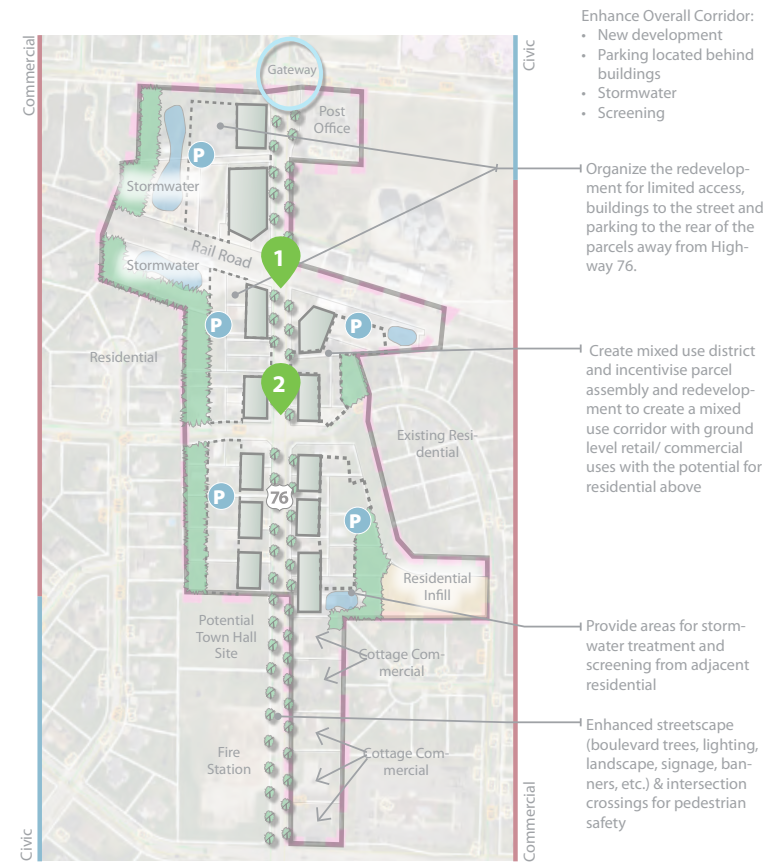 Enhance Overall Corridor:
• New development
• Parking located behind
buildings
• Stormwater
• Screening
Commercial
Civic
Gateway
Post
Office
P
Stormwater
Organize the redevelop-
ment for limited access,
buildings to the street and
parking to the rear of the
parcels away from High-
way 76.
Rail Road
1
Stormwater
P
P
Residential
Create mixed use district
and incentivise parcel
assembly and redevelop-
ment to create a mixed
use corridor with ground
level retail/ commercial
uses with the potential for
residential above
2
Existing Resi-
dential
P
76
P
Residential
Infill
Potential
Town Hall
Site
Provide areas for storm-
water treatment and
screening from adjacent
residential
Cottage Com-
mercial
Enhanced streetscape
(boulevard trees, lighting,
landscape, signage, ban-
ners, etc.) & intersection
crossings for pedestrian
safety
Fire
Station
Cottage Com-
mercial
Civic
Commercial